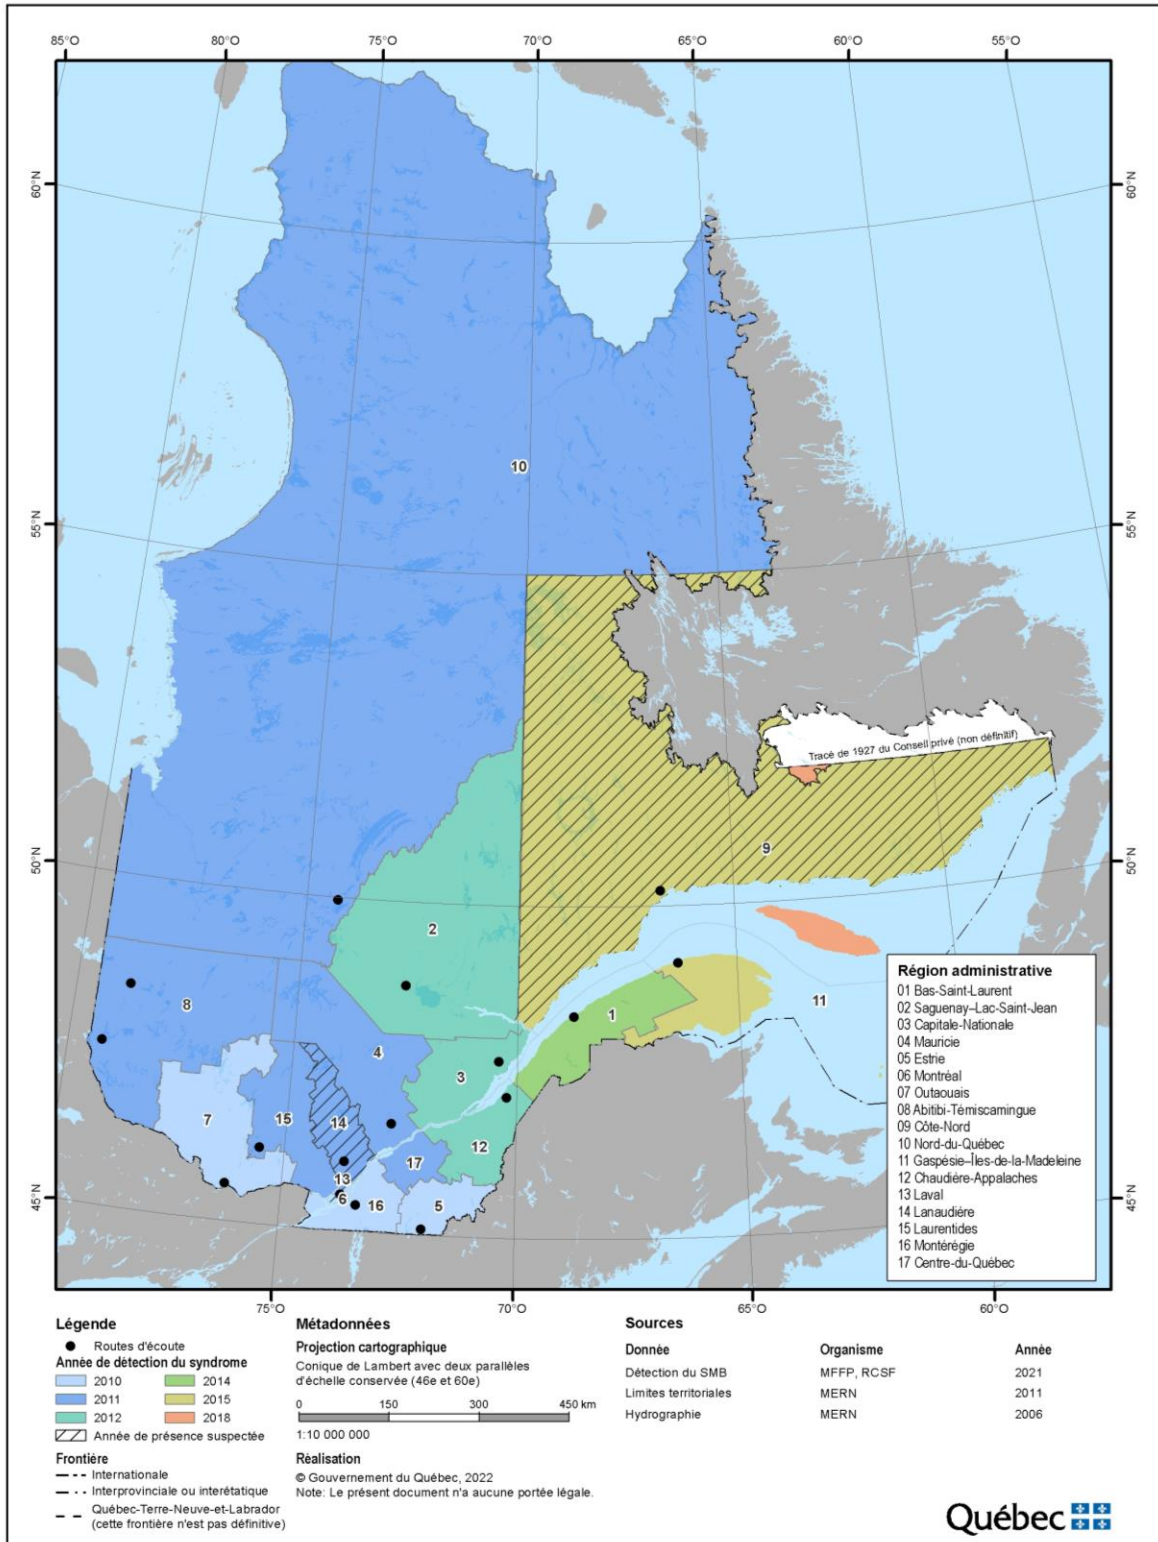 85°O 80°O 75°O 70°O 65°O 60°O 55°O
60°N 60°N
10
55°N 55°N
Tracé de 1927 du Conseil privé (non définitif)
9
50°N 50°N
2
8
11
1
4
3
7
15
14
12
17
13
6
16
5
45°N 45°N
Région administrative
01 Bas-Saint-Laurent
02 Saguenay–Lac-Saint-Jean
03 Capitale-Nationale
04 Mauricie
05 Estrie
06 Montréal
07 Outaouais
08 Abitibi-Témiscamingue
09 Côte-Nord
10 Nord-du-Québec
11 Gaspésie–Îles-de-la-Madeleine
12 Chaudière-Appalaches
13 Laval
14 Lanaudière
15 Laurentides
16 Montérégie
17 Centre-du-Québec
75°O 70°O 65°O 60°O
Légende
Routes d'écoute
Année de détection du syndrome
2010 2014
2011 2015
2012 2018
Année de présence suspectée
Frontière
Internationale
Interprovinciale ou interétatique
Québec-Terre-Neuve-et-Labrador
(cette frontière n'est pas définitive)
Métadonnées
Projection cartographique
Conique de Lambert avec deux parallèles
d'échelle conservée (46e et 60e)
0 150 300 450 km
1:10 000 000
Réalisation
© Gouvernement du Québec, 2022
Note: Le présent document n'a aucune portée légale.
Sources
Donnée Organisme Année
Détection du SMB MFFP, RCSF 2021
Limites territoriales MERN 2011
Hydrographie MERN 2006
Québec